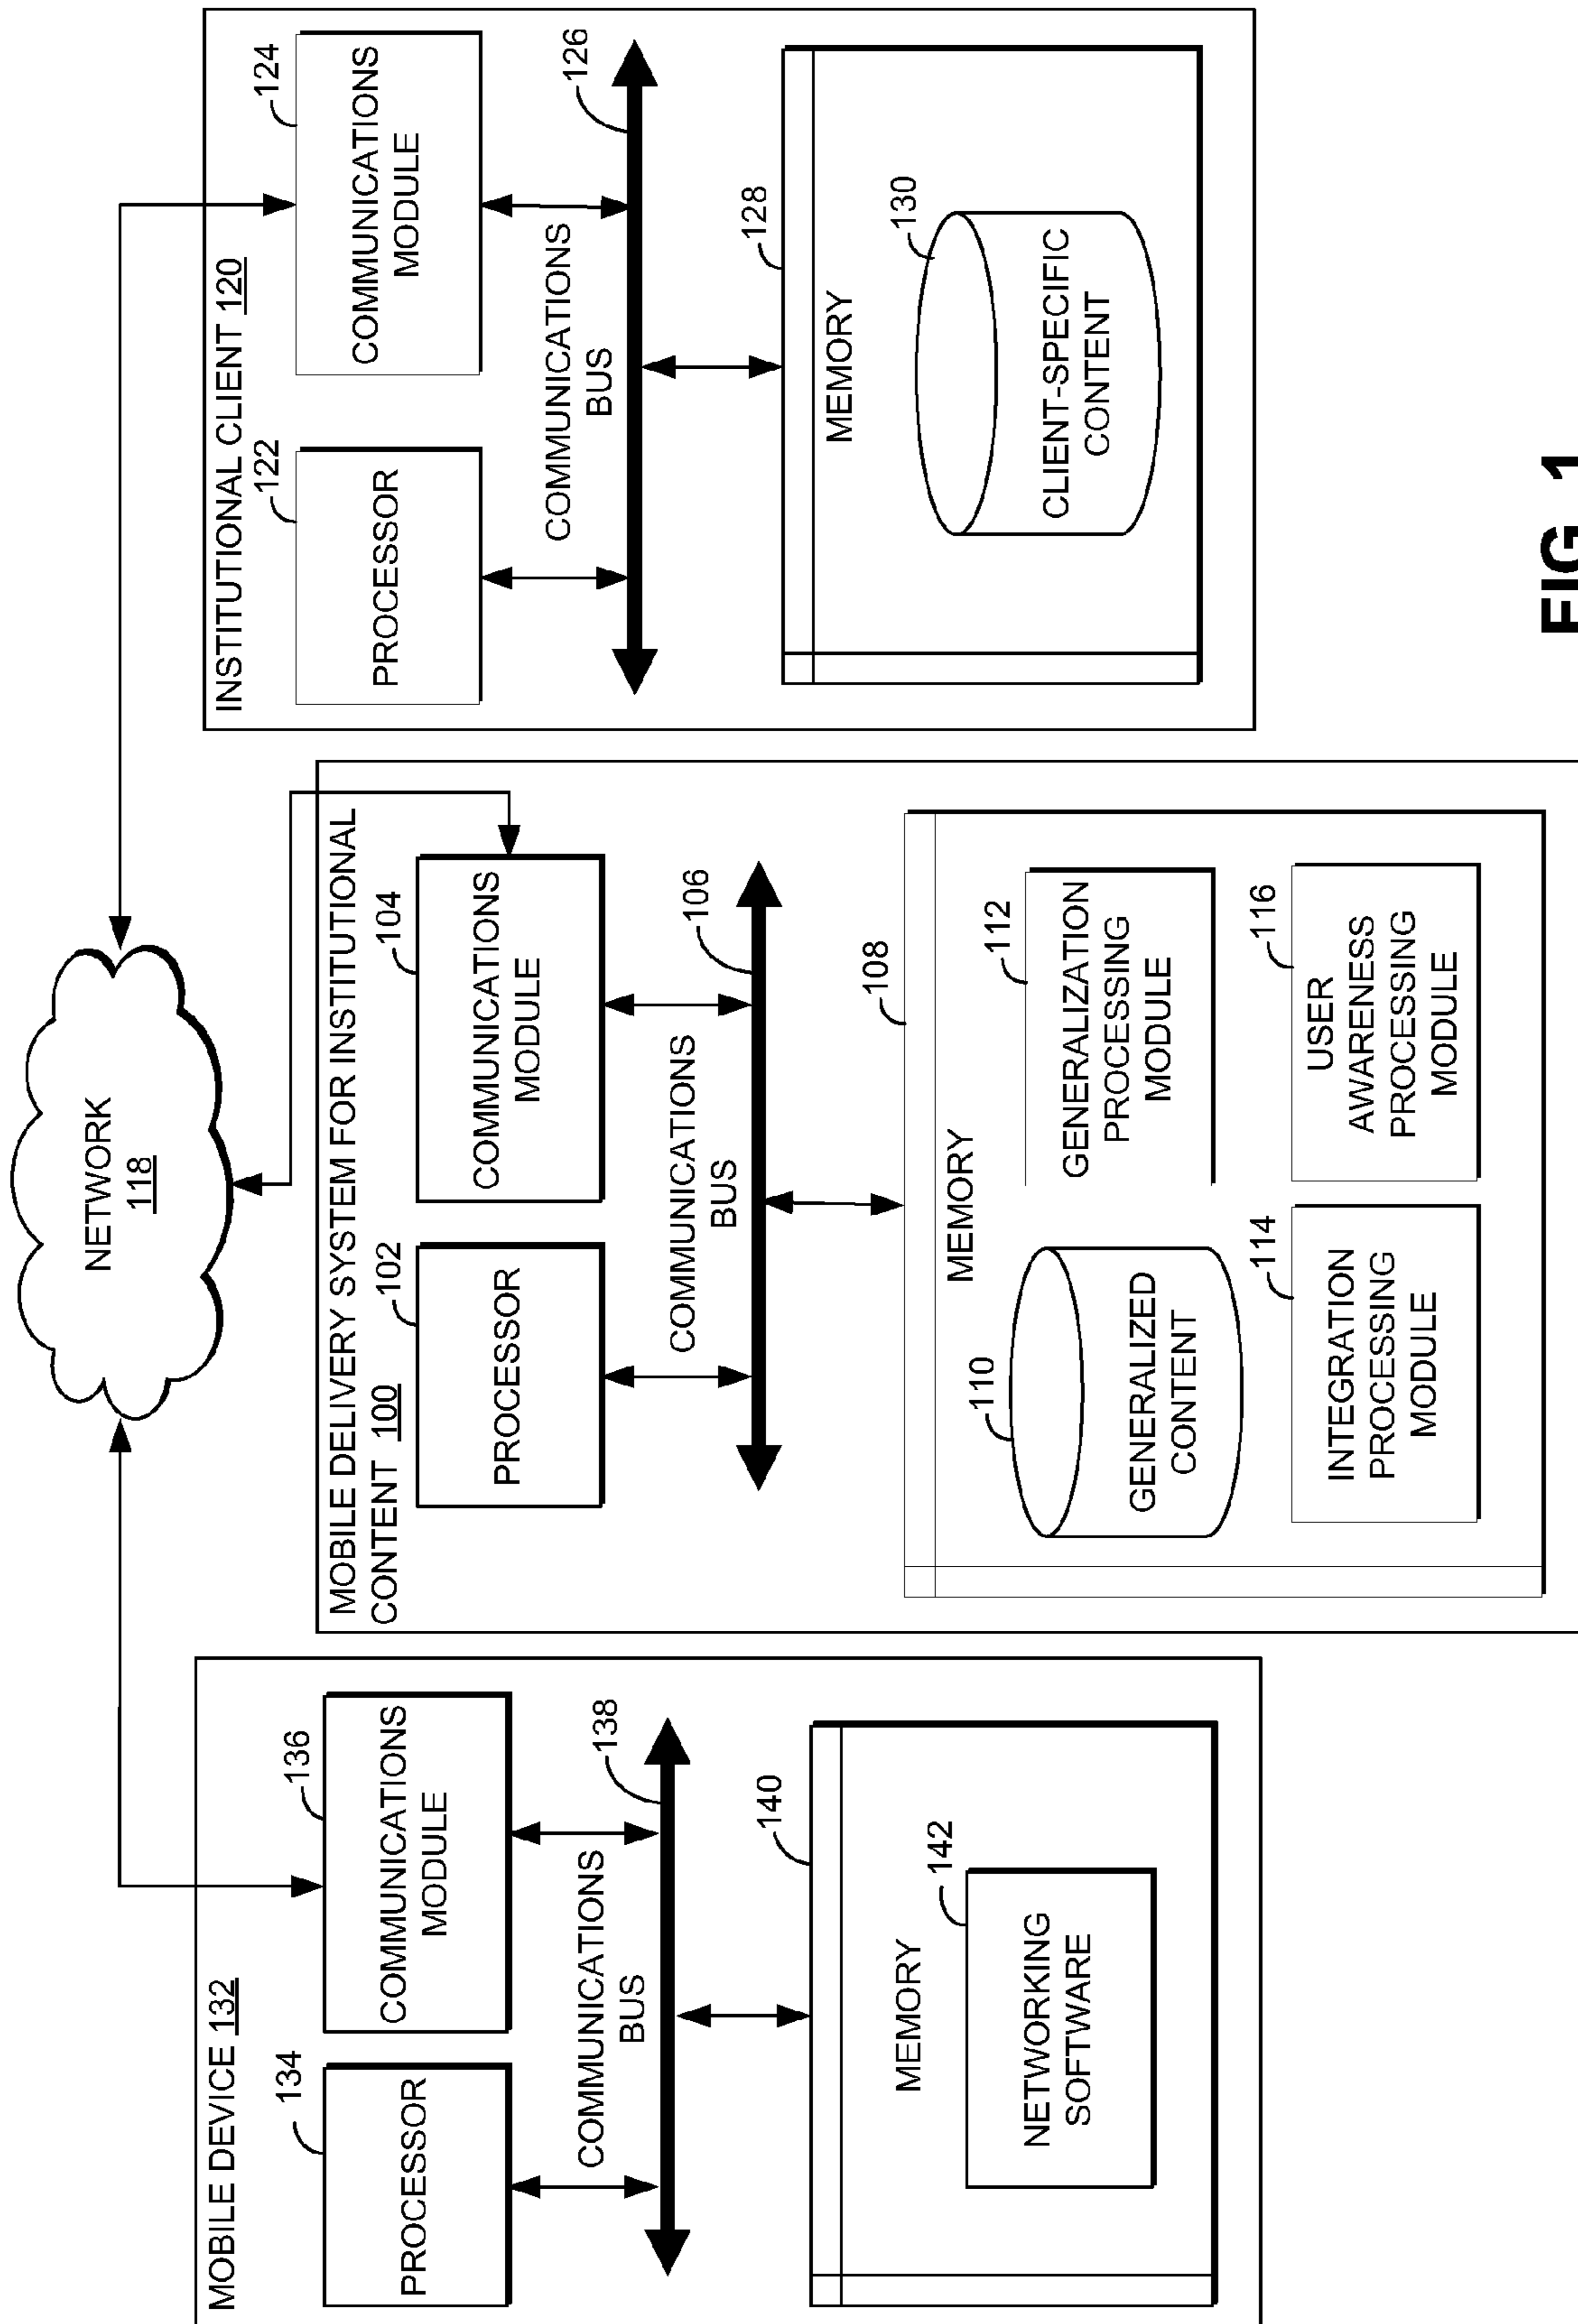 NETWORK
118
MOBILE DEVICE 132
134
PROCESSOR
136
COMMUNICATIONS
MODULE
COMMUNICATIONS
BUS
138
140
MEMORY
142
NETWORKING
SOFTWARE
MOBILE DELIVERY SYSTEM FOR INSTITUTIONAL
CONTENT 100
102
PROCESSOR
104
COMMUNICATIONS
MODULE
COMMUNICATIONS
BUS
106
108
MEMORY
110
GENERALIZED
CONTENT
112
GENERALIZATION
PROCESSING
MODULE
114
INTEGRATION
PROCESSING
MODULE
116
USER
AWARENESS
PROCESSING
MODULE
INSTITUTIONAL CLIENT 120
122
PROCESSOR
124
COMMUNICATIONS
MODULE
COMMUNICATIONS
BUS
126
128
MEMORY
130
CLIENT-SPECIFIC
CONTENT
FIG. 1